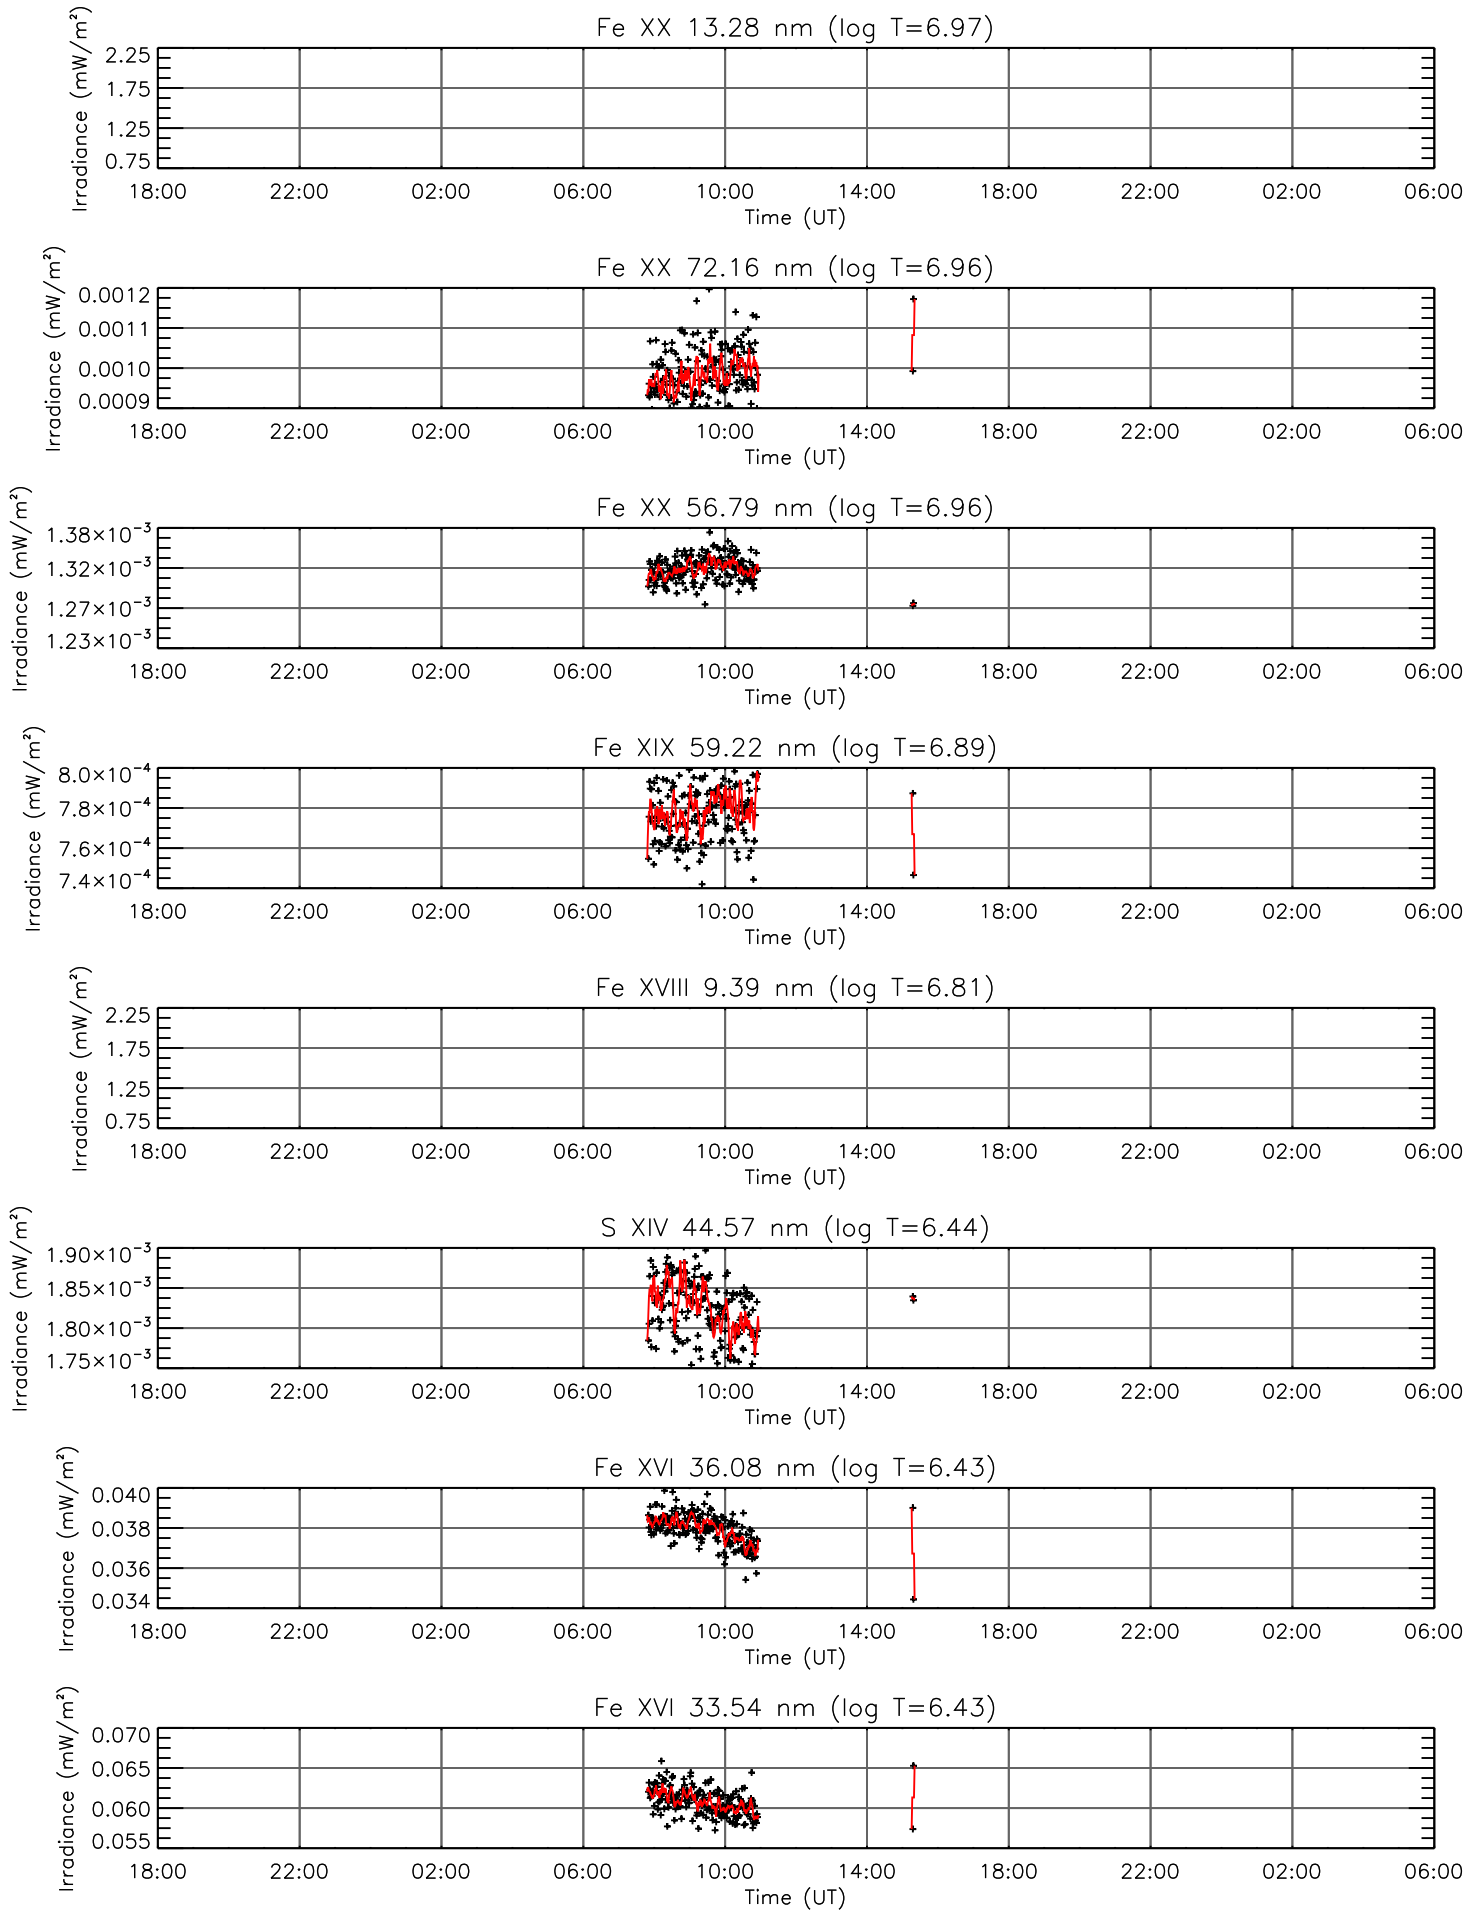 Fe XX 13.28 nm (log T=6.97)
Irradiance (mW/m²)
2.25
1.75
1.25
0.75
18:00 22:00 02:00 06:00 10:00 14:00 18:00 22:00 02:00 06:00
Time (UT)
Fe XX 72.16 nm (log T=6.96)
Irradiance (mW/m²)
0.0012
0.0011
0.0010
0.0009
18:00 22:00 02:00 06:00 10:00 14:00 18:00 22:00 02:00 06:00
Time (UT)
Fe XX 56.79 nm (log T=6.96)
Irradiance (mW/m²)
1.38×10⁻³
1.32×10⁻³
1.27×10⁻³
1.23×10⁻³
18:00 22:00 02:00 06:00 10:00 14:00 18:00 22:00 02:00 06:00
Time (UT)
Fe XIX 59.22 nm (log T=6.89)
Irradiance (mW/m²)
8.0×10⁻⁴
7.8×10⁻⁴
7.6×10⁻⁴
7.4×10⁻⁴
18:00 22:00 02:00 06:00 10:00 14:00 18:00 22:00 02:00 06:00
Time (UT)
Fe XVIII 9.39 nm (log T=6.81)
Irradiance (mW/m²)
2.25
1.75
1.25
0.75
18:00 22:00 02:00 06:00 10:00 14:00 18:00 22:00 02:00 06:00
Time (UT)
S XIV 44.57 nm (log T=6.44)
Irradiance (mW/m²)
1.90×10⁻³
1.85×10⁻³
1.80×10⁻³
1.75×10⁻³
18:00 22:00 02:00 06:00 10:00 14:00 18:00 22:00 02:00 06:00
Time (UT)
Fe XVI 36.08 nm (log T=6.43)
Irradiance (mW/m²)
0.040
0.038
0.036
0.034
18:00 22:00 02:00 06:00 10:00 14:00 18:00 22:00 02:00 06:00
Time (UT)
Fe XVI 33.54 nm (log T=6.43)
Irradiance (mW/m²)
0.070
0.065
0.060
0.055
18:00 22:00 02:00 06:00 10:00 14:00 18:00 22:00 02:00 06:00
Time (UT)